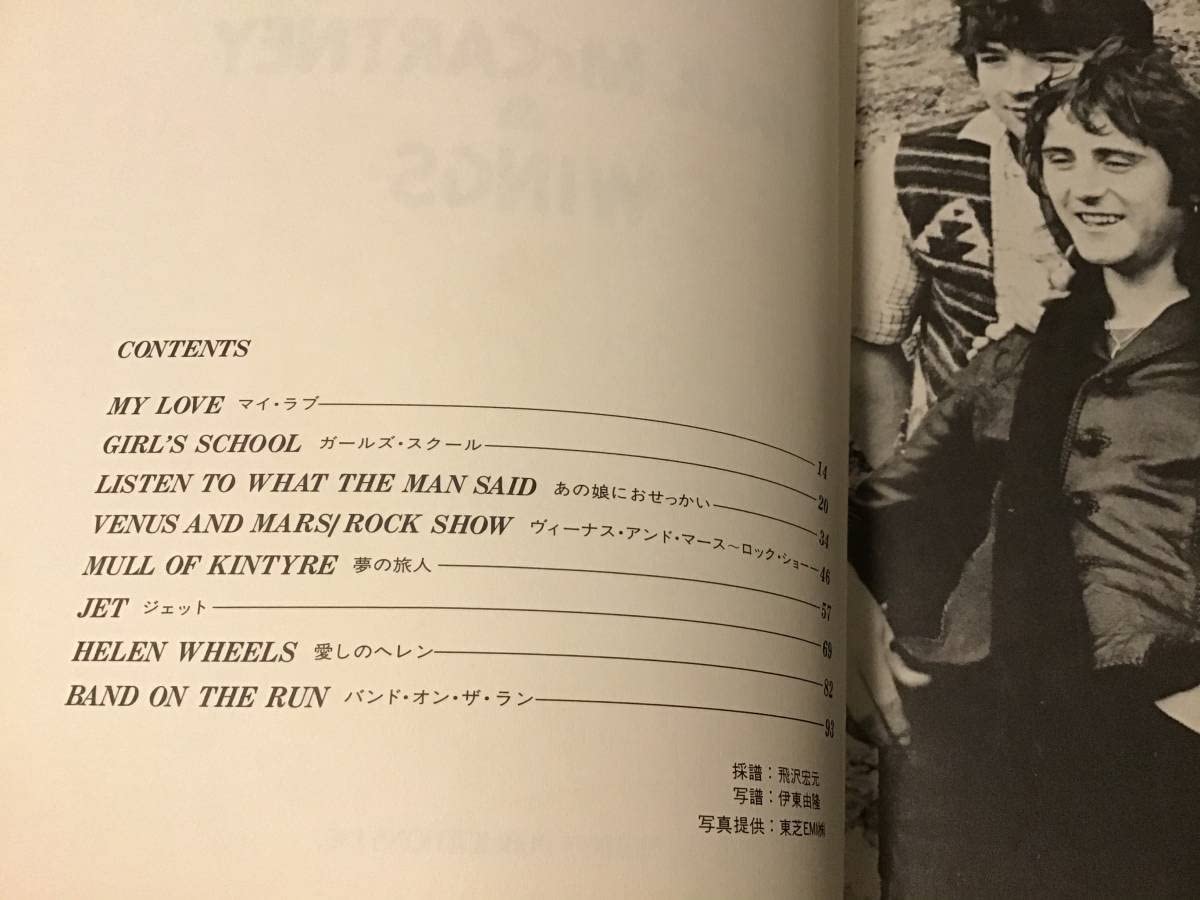 McCARTNEY
&
WINGS
CONTENTS
MY LOVE マイ・ラブ 14
GIRL'S SCHOOL ガールズ・スクール 20
LISTEN TO WHAT THE MAN SAID あの娘におせっかい 34
VENUS AND MARS/ROCK SHOW ヴィーナス・アンド・マース〜ロック・ショー 46
MULL OF KINTYRE 夢の旅人 57
JET ジェット 69
HELEN WHEELS 愛しのヘレン 82
BAND ON THE RUN バンド・オン・ザ・ラン 93
採譜：飛沢宏元
写譜：伊東由隆
写真提供：東芝EMI㈱